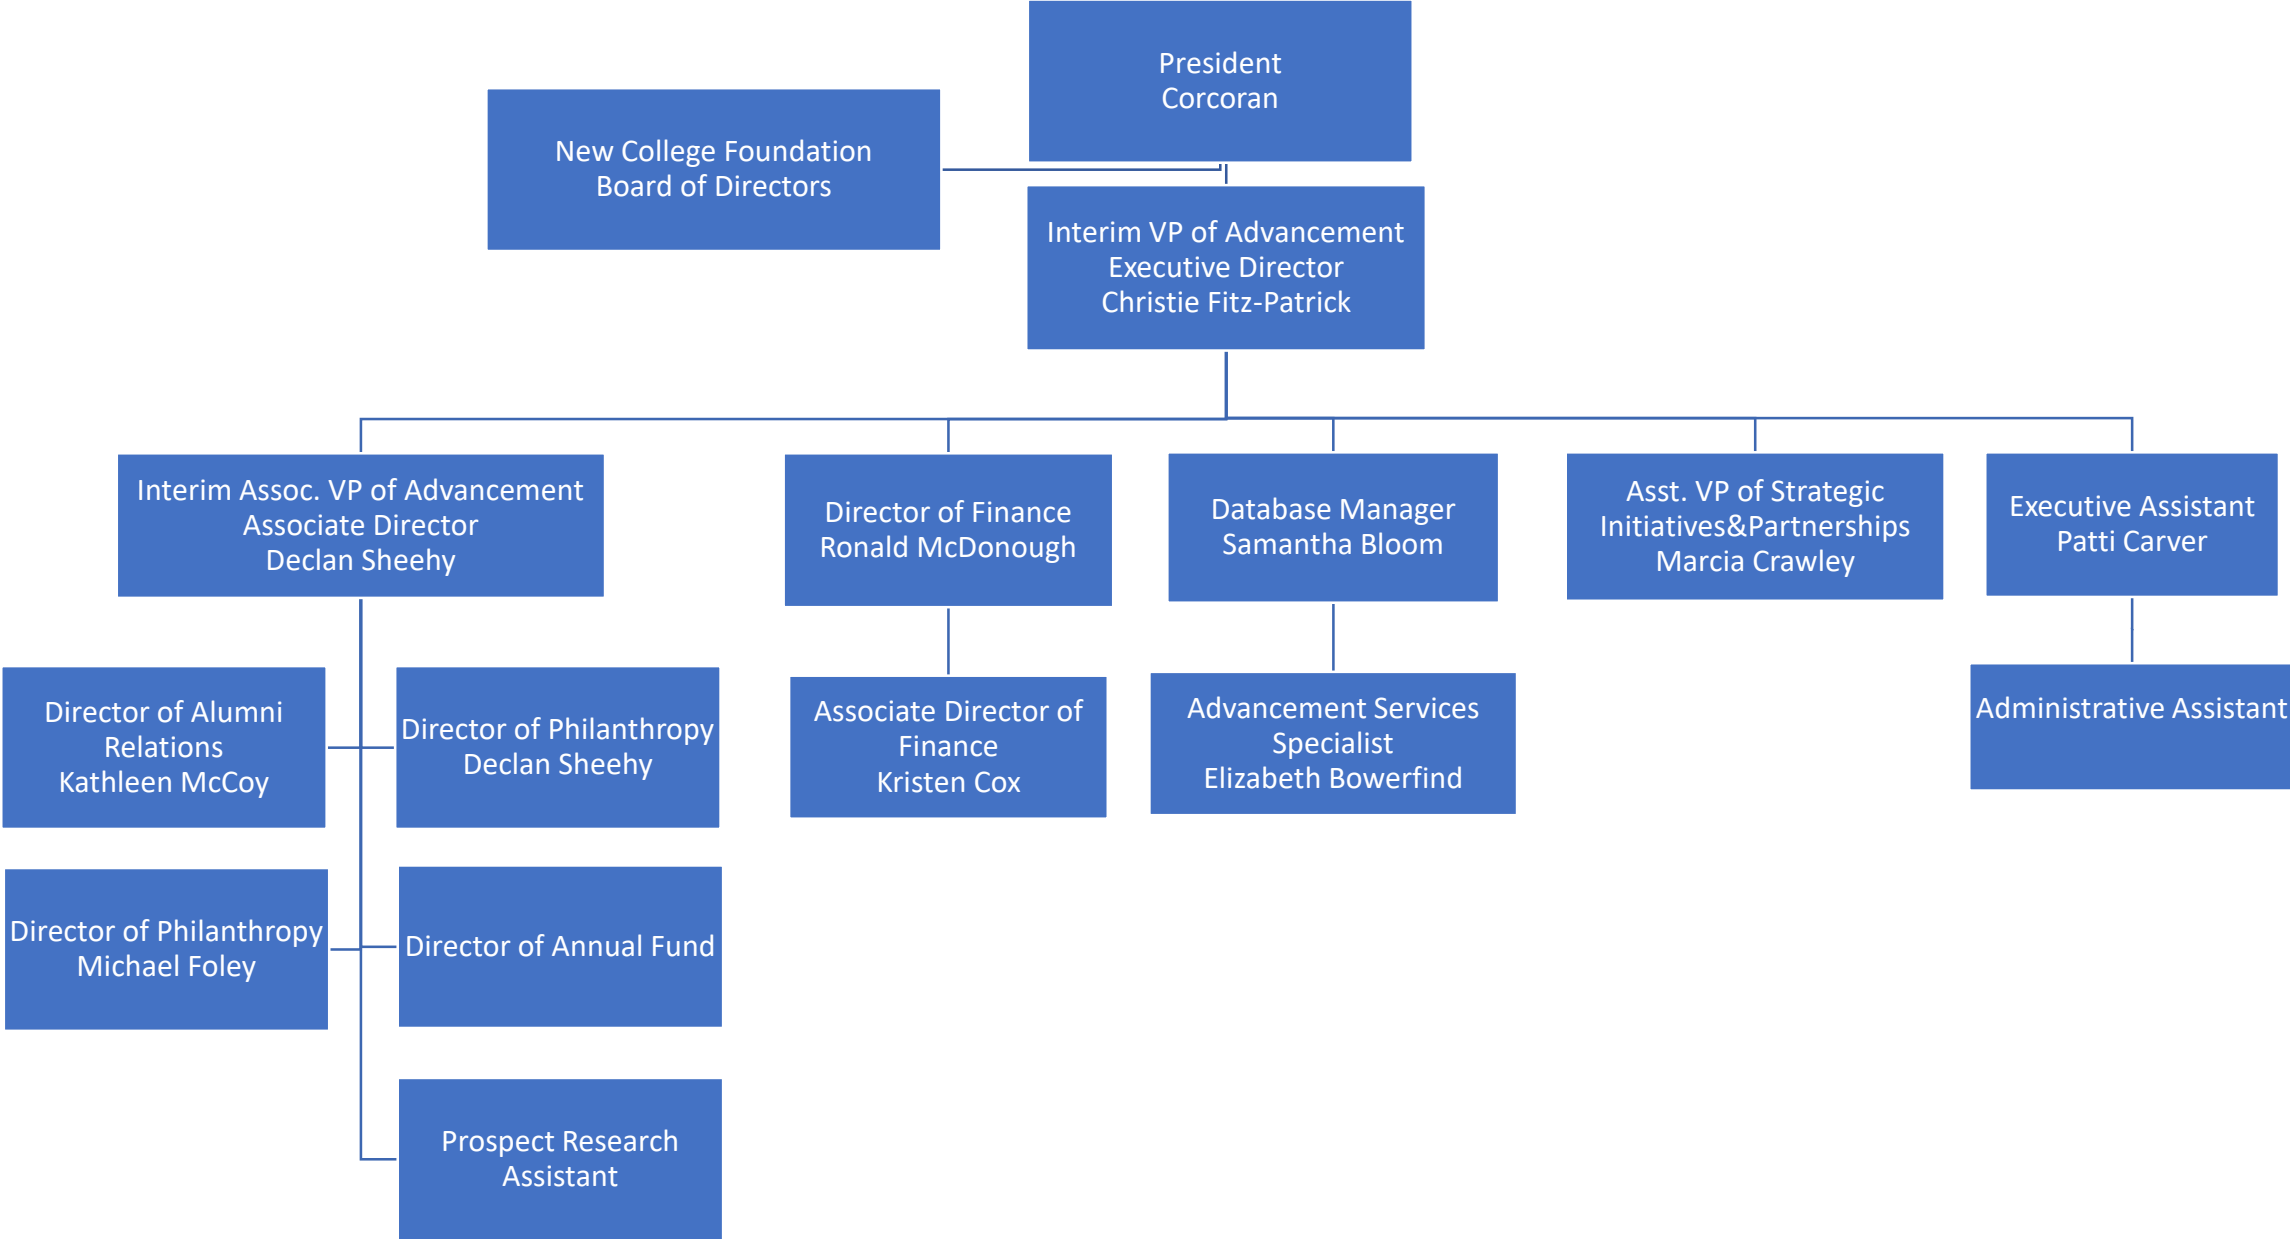 President
Corcoran
New College Foundation
Board of Directors
Interim VP of Advancement
Executive Director
Christie Fitz-Patrick
Interim Assoc. VP of Advancement
Associate Director
Declan Sheehy
Director of Finance
Ronald McDonough
Database Manager
Samantha Bloom
Asst. VP of Strategic
Initiatives&Partnerships
Marcia Crawley
Executive Assistant
Patti Carver
Director of Alumni
Relations
Kathleen McCoy
Director of Philanthropy
Declan Sheehy
Associate Director of
Finance
Kristen Cox
Advancement Services
Specialist
Elizabeth Bowerfind
Administrative Assistant
Director of Philanthropy
Michael Foley
Director of Annual Fund
Prospect Research
Assistant